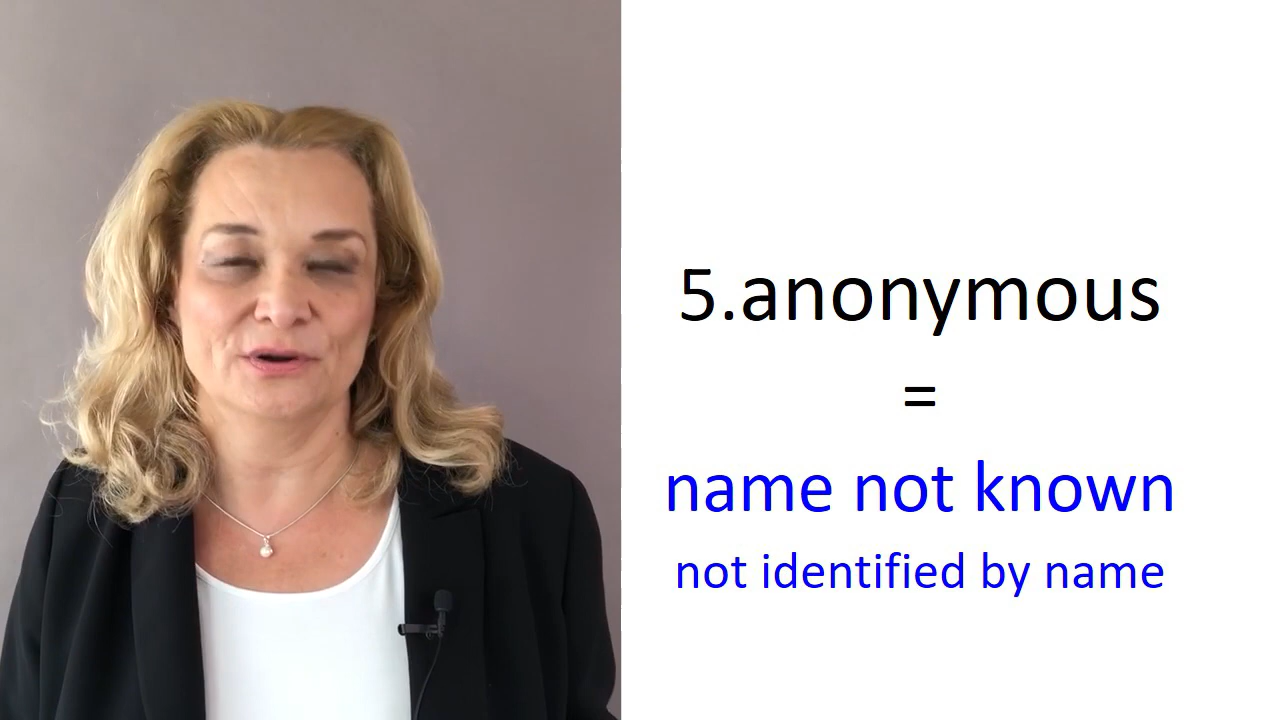 5.anonymous
=
name not known
not identified by name